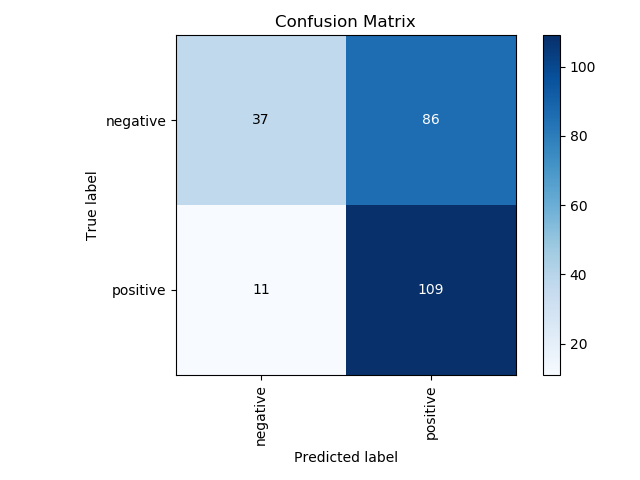 Confusion Matrix
True label
negative
37
86
positive
11
109
negative
positive
Predicted label
100
80
60
40
20